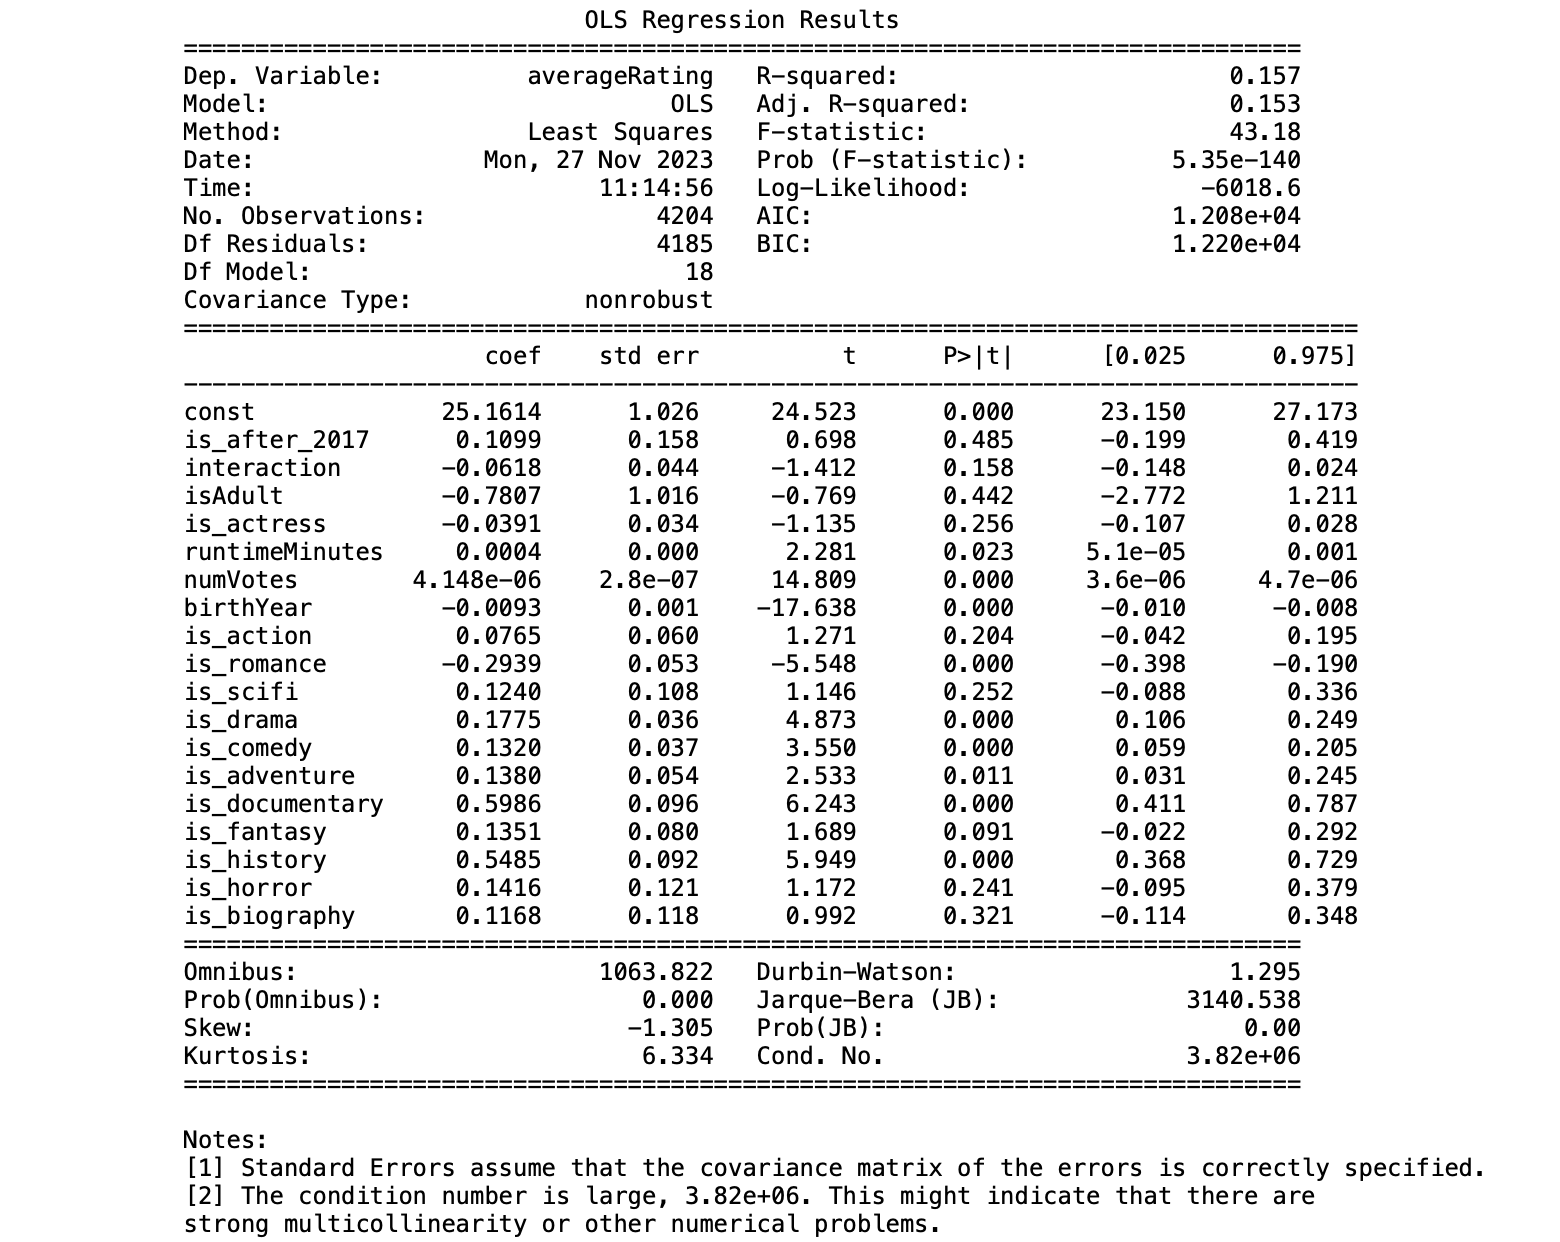 OLS Regression Results
==============================================================================
Dep. Variable:          averageRating   R-squared:                       0.157
Model:                            OLS   Adj. R-squared:                  0.153
Method:                 Least Squares   F-statistic:                     43.18
Date:                Mon, 27 Nov 2023   Prob (F-statistic):          5.35e-140
Time:                        11:14:56   Log-Likelihood:                -6018.6
No. Observations:                4204   AIC:                         1.208e+04
Df Residuals:                    4185   BIC:                         1.220e+04
Df Model:                          18
Covariance Type:            nonrobust
==================================================================================
                     coef    std err          t      P>|t|      [0.025      0.975]
----------------------------------------------------------------------------------
const             25.1614      1.026     24.523      0.000      23.150      27.173
is_after_2017      0.1099      0.158      0.698      0.485      -0.199       0.419
interaction       -0.0618      0.044     -1.412      0.158      -0.148       0.024
isAdult           -0.7807      1.016     -0.769      0.442      -2.772       1.211
is_actress        -0.0391      0.034     -1.135      0.256      -0.107       0.028
runtimeMinutes     0.0004      0.000      2.281      0.023     5.1e-05       0.001
numVotes        4.148e-06    2.8e-07     14.809      0.000     3.6e-06     4.7e-06
birthYear         -0.0093      0.001    -17.638      0.000      -0.010      -0.008
is_action          0.0765      0.060      1.271      0.204      -0.042       0.195
is_romance        -0.2939      0.053     -5.548      0.000      -0.398      -0.190
is_scifi           0.1240      0.108      1.146      0.252      -0.088       0.336
is_drama           0.1775      0.036      4.873      0.000       0.106       0.249
is_comedy          0.1320      0.037      3.550      0.000       0.059       0.205
is_adventure       0.1380      0.054      2.533      0.011       0.031       0.245
is_documentary     0.5986      0.096      6.243      0.000       0.411       0.787
is_fantasy         0.1351      0.080      1.689      0.091      -0.022       0.292
is_history         0.5485      0.092      5.949      0.000       0.368       0.729
is_horror          0.1416      0.121      1.172      0.241      -0.095       0.379
is_biography       0.1168      0.118      0.992      0.321      -0.114       0.348
==============================================================================
Omnibus:                     1063.822   Durbin-Watson:                   1.295
Prob(Omnibus):                  0.000   Jarque-Bera (JB):             3140.538
Skew:                          -1.305   Prob(JB):                         0.00
Kurtosis:                       6.334   Cond. No.                     3.82e+06
==============================================================================
Notes:
[1] Standard Errors assume that the covariance matrix of the errors is correctly specified.
[2] The condition number is large, 3.82e+06. This might indicate that there are
strong multicollinearity or other numerical problems.